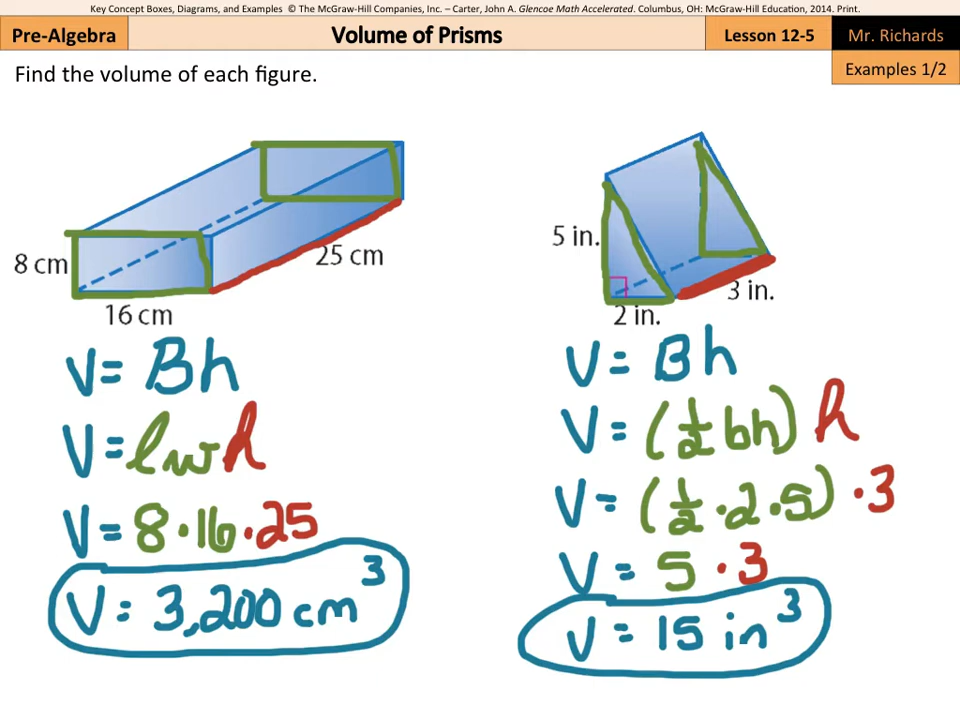 Key Concept Boxes, Diagrams, and Examples © The McGraw-Hill Companies, Inc. – Carter, John A. Glencoe Math Accelerated. Columbus, OH: McGraw-Hill Education, 2014. Print.
Pre-Algebra
Volume of Prisms
Lesson 12-5
Mr. Richards
Examples 1/2
Find the volume of each figure.
8 cm
25 cm
16 cm
V = Bh
V = lwh
V = 8·16·25
V = 3,200 cm³
5 in.
3 in.
2 in.
V = Bh
V = (½bh)h
V = (½·2·5)·3
V = 5·3
V = 15 in³